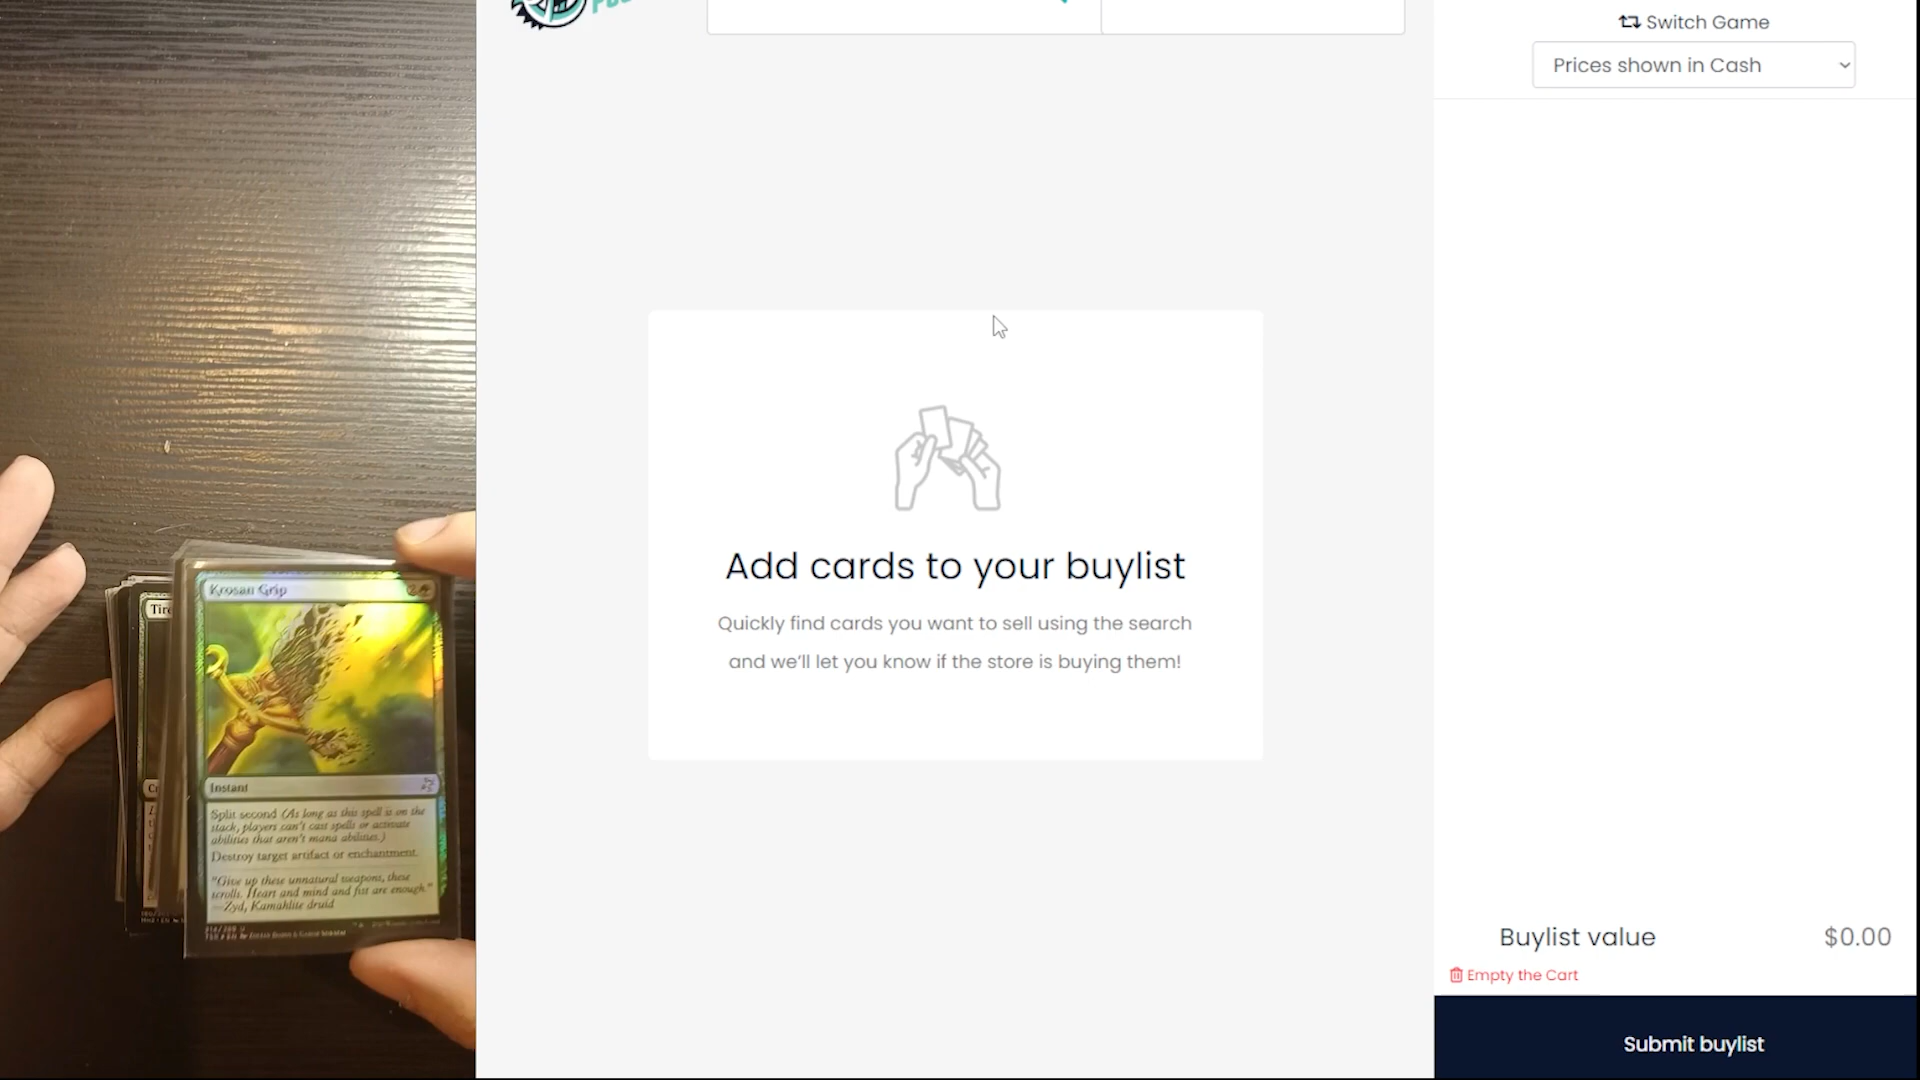 Switch Game
Prices shown in Cash
Krosan Grip
Tire
Instant
Split second (As long as this spell is on the
stack, players can't cast spells or activate
abilities that aren't mana abilities.)
Destroy target artifact or enchantment.
"Give up these unnatural weapons, these
scrolls. Heart and mind and fist are enough."
—Zyd, Kamahlite druid
Add cards to your buylist
Quickly find cards you want to sell using the search
and we'll let you know if the store is buying them!
Buylist value $0.00
Empty the Cart
Submit buylist